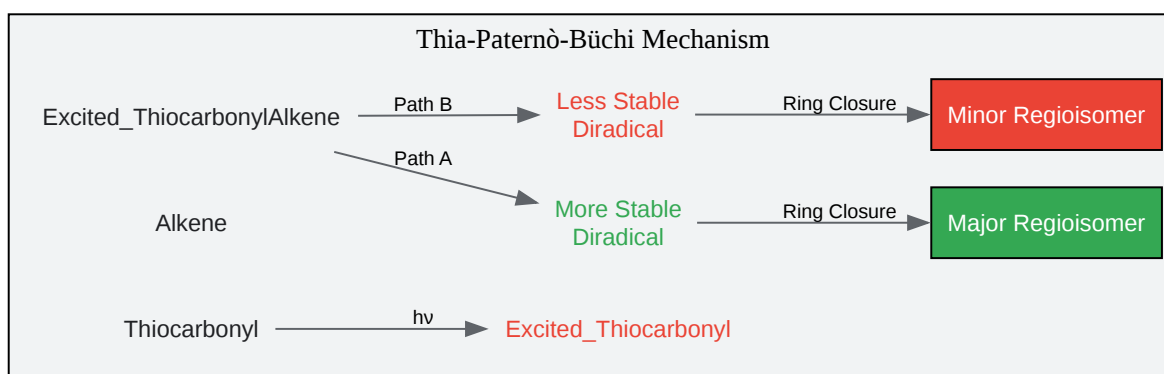 Thia-Paternò-Büchi Mechanism
Excited_ThiocarbonylAlkene
Path B
Less Stable
Diradical
Ring Closure
Minor Regioisomer
Path A
Alkene
More Stable
Diradical
Ring Closure
Major Regioisomer
Thiocarbonyl
hν
Excited_Thiocarbonyl